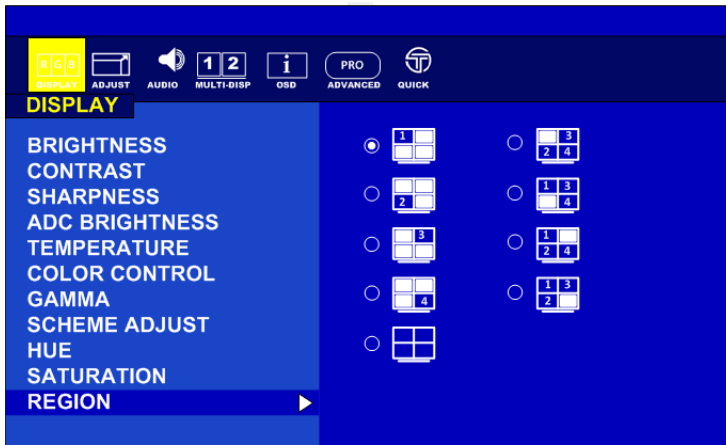 R G B 1 2 i PRO
DISPLAY ADJUST AUDIO MULTI-DISP OSD ADVANCED QUICK
DISPLAY
BRIGHTNESS
CONTRAST
SHARPNESS
ADC BRIGHTNESS
TEMPERATURE
COLOR CONTROL
GAMMA
SCHEME ADJUST
HUE
SATURATION
REGION
1
3
2 4
2
1 3
4
3
1
2 4
4
1 3
2